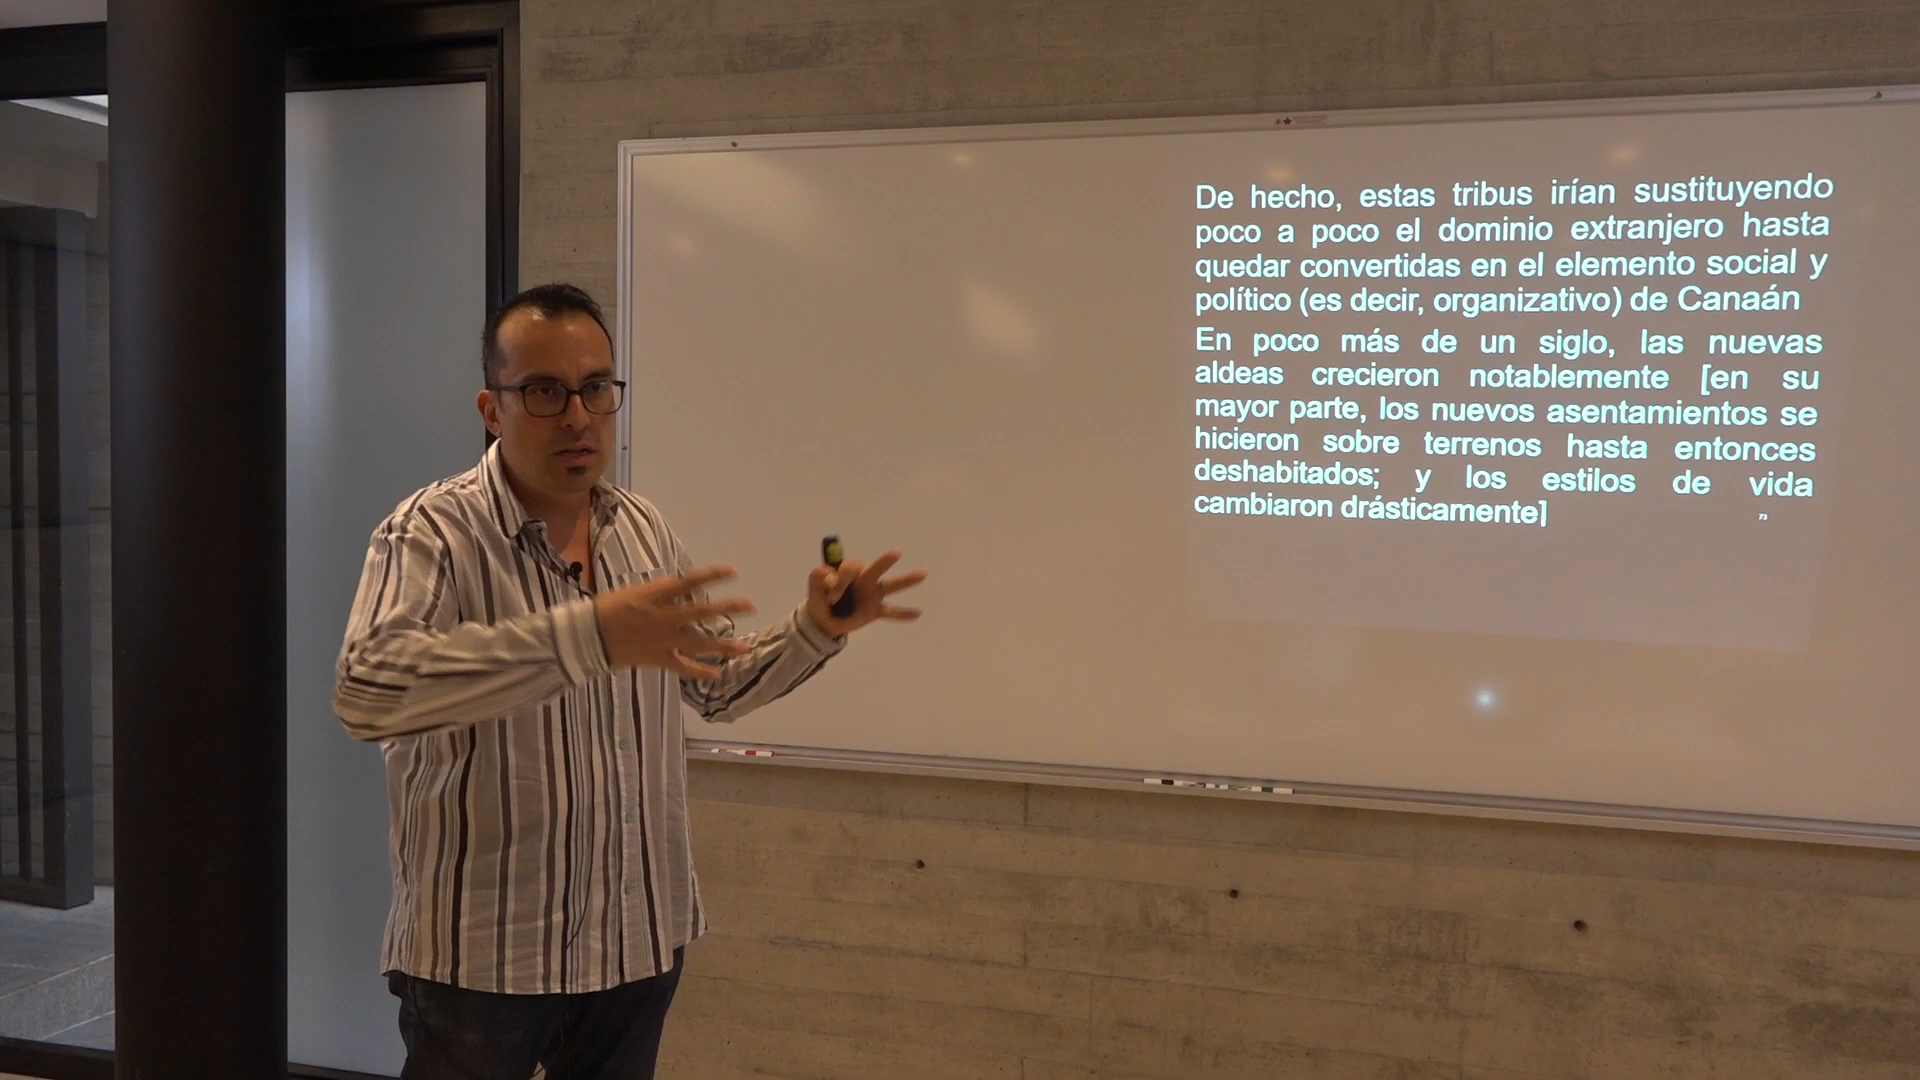 De hecho, estas tribus irían sustituyendo
poco a poco el dominio extranjero hasta
quedar convertidas en el elemento social y
político (es decir, organizativo) de Canaán
En poco más de un siglo, las nuevas
aldeas crecieron notablemente [en su
mayor parte, los nuevos asentamientos se
hicieron sobre terrenos hasta entonces
deshabitados; y los estilos de vida
cambiaron drásticamente]